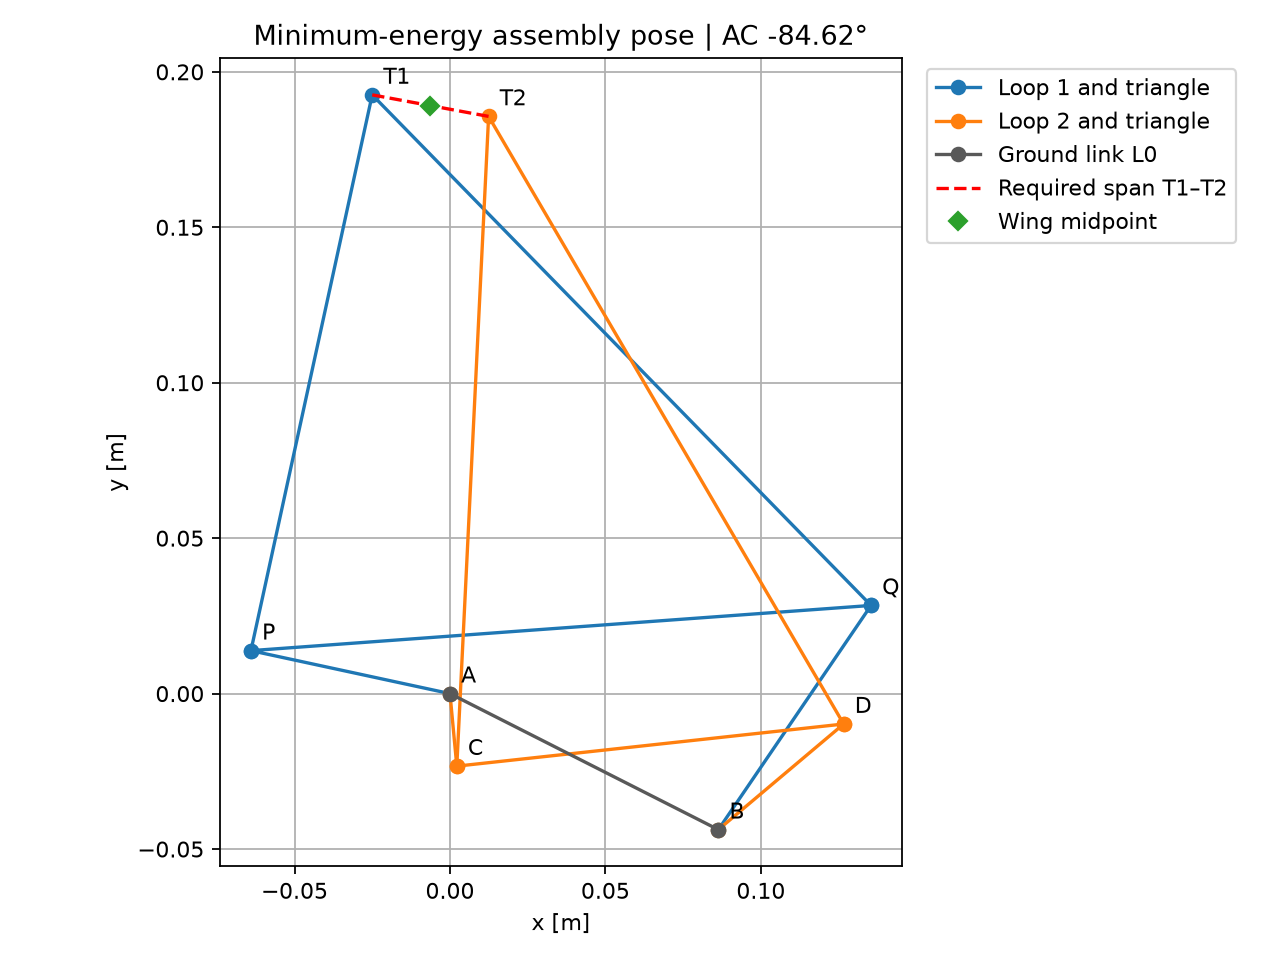 Minimum-energy assembly pose | AC -84.62°
Loop 1 and triangle
Loop 2 and triangle
Ground link L0
Required span T1–T2
Wing midpoint
T1
T2
P
Q
A
C
D
B
0.20
0.15
0.10
0.05
0.00
−0.05
−0.05
0.00
0.05
0.10
x [m]
y [m]